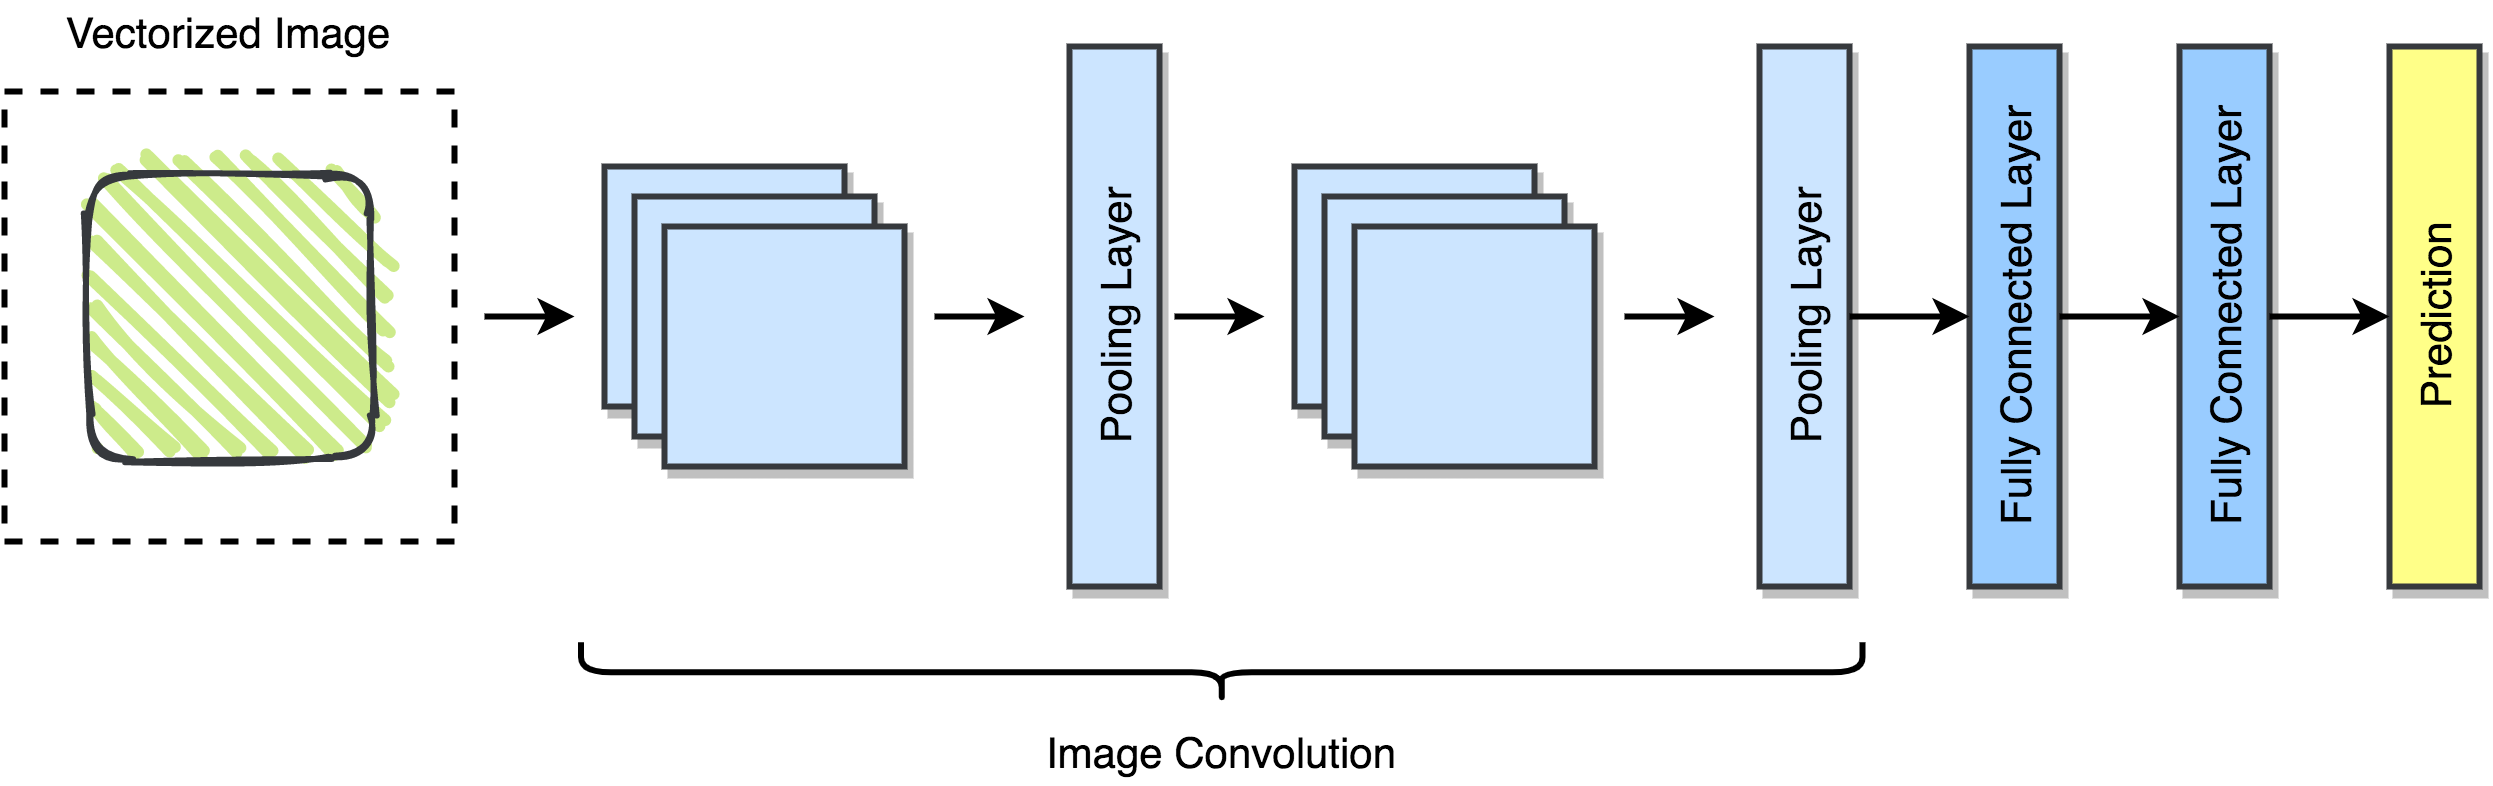 Vectorized Image
Pooling Layer
Pooling Layer
Fully Connected Layer
Fully Connected Layer
Prediction
Image Convolution